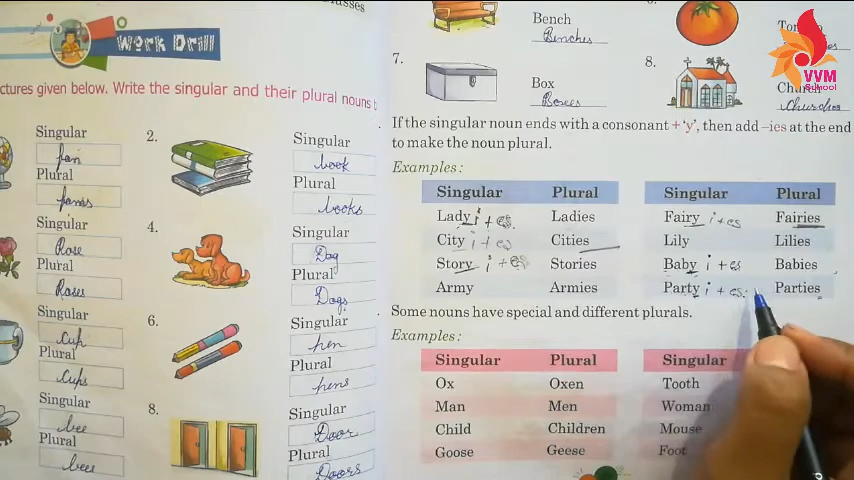 Work Drill
ctures given below. Write the singular and their plural nouns b
Singular
fan
Plural
fans
2.
Singular
book
Plural
books
Singular
Rose
Plural
Roses
4.
Singular
Dog
Plural
Dogs
Singular
cup
Plural
cups
6.
Singular
pen
Plural
pens
Singular
bee
Plural
8.
Singular
Door
Plural
Doors
Bench
Benches
7.
Box
Boxes
8.
Church
Churches
VVM
School
If the singular noun ends with a consonant + 'y', then add –ies at the end
to make the noun plural.
Examples :
Singular Plural
Lady i + es Ladies
City i + es Cities
Story i + es Stories
Army Armies
Singular Plural
Fairy i + es Fairies
Lily Lilies
Baby i + es Babies
Party i + es. Parties
Some nouns have special and different plurals.
Examples :
Singular Plural
Ox Oxen
Man Men
Child Children
Goose Geese
Singular
Tooth
Woman
Mouse
Foot